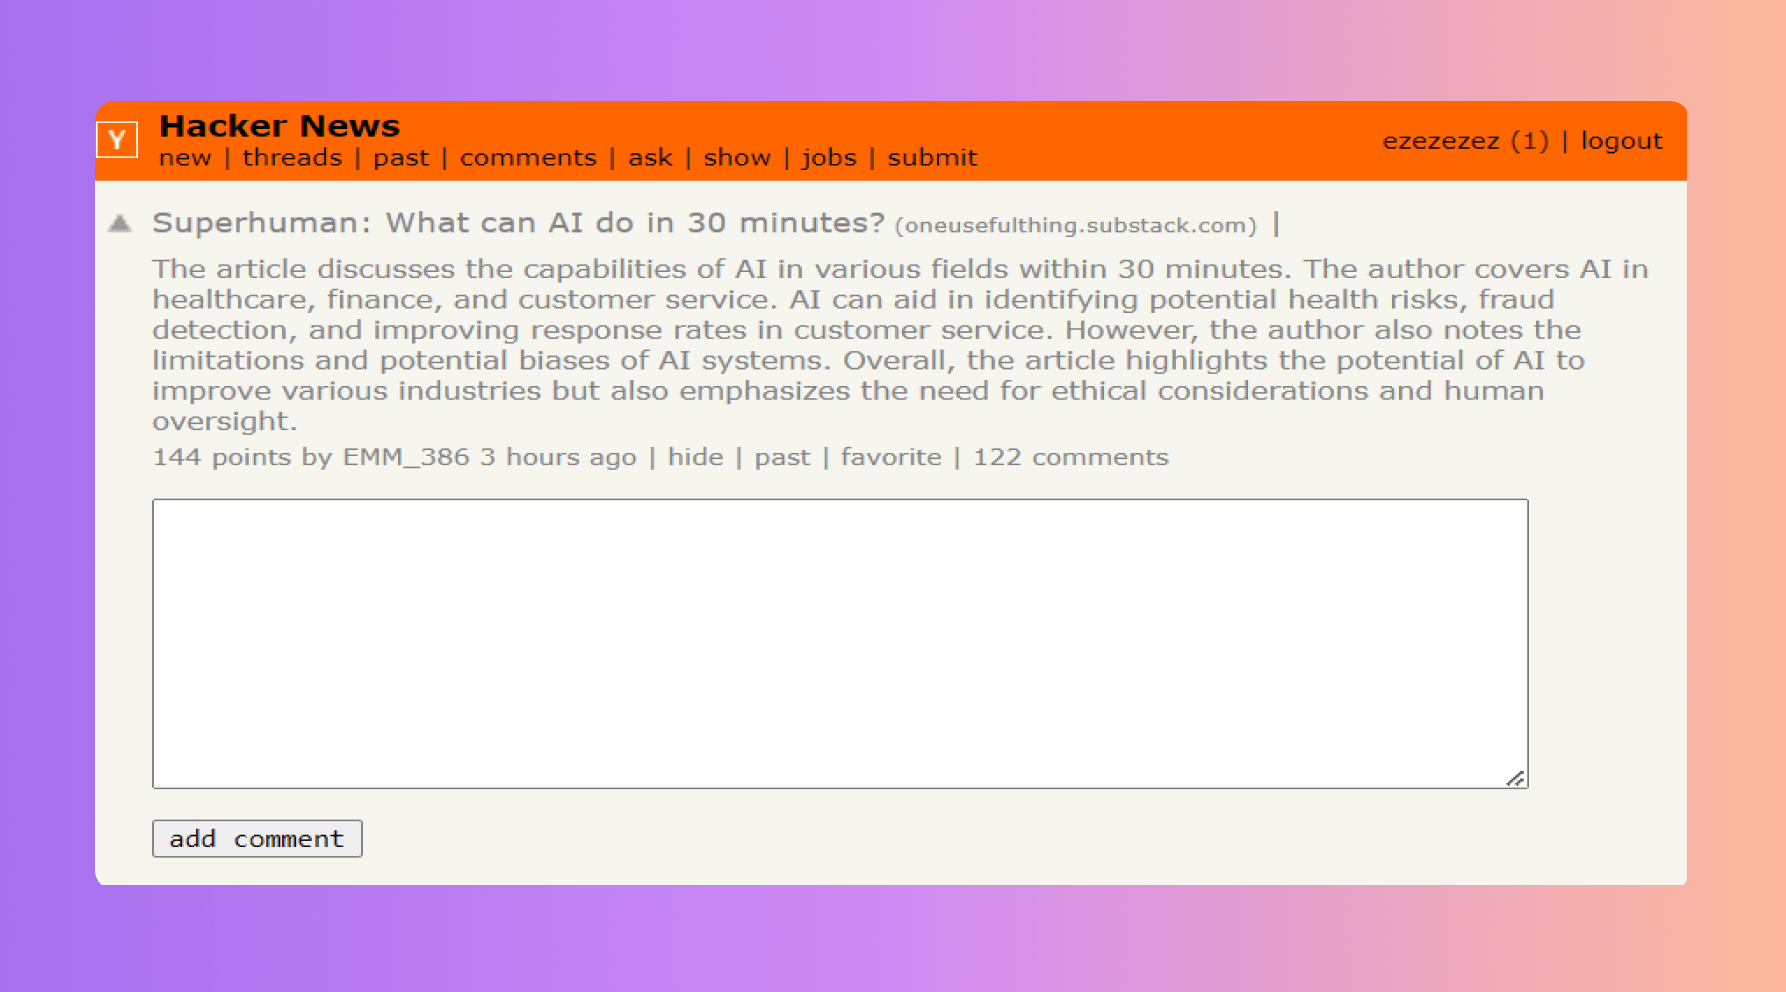 Y
Hacker News
new | threads | past | comments | ask | show | jobs | submit
ezezezez (1) | logout
Superhuman: What can AI do in 30 minutes? (oneusefulthing.substack.com) |
The article discusses the capabilities of AI in various fields within 30 minutes. The author covers AI in
healthcare, finance, and customer service. AI can aid in identifying potential health risks, fraud
detection, and improving response rates in customer service. However, the author also notes the
limitations and potential biases of AI systems. Overall, the article highlights the potential of AI to
improve various industries but also emphasizes the need for ethical considerations and human
oversight.
144 points by EMM_386 3 hours ago | hide | past | favorite | 122 comments
add comment